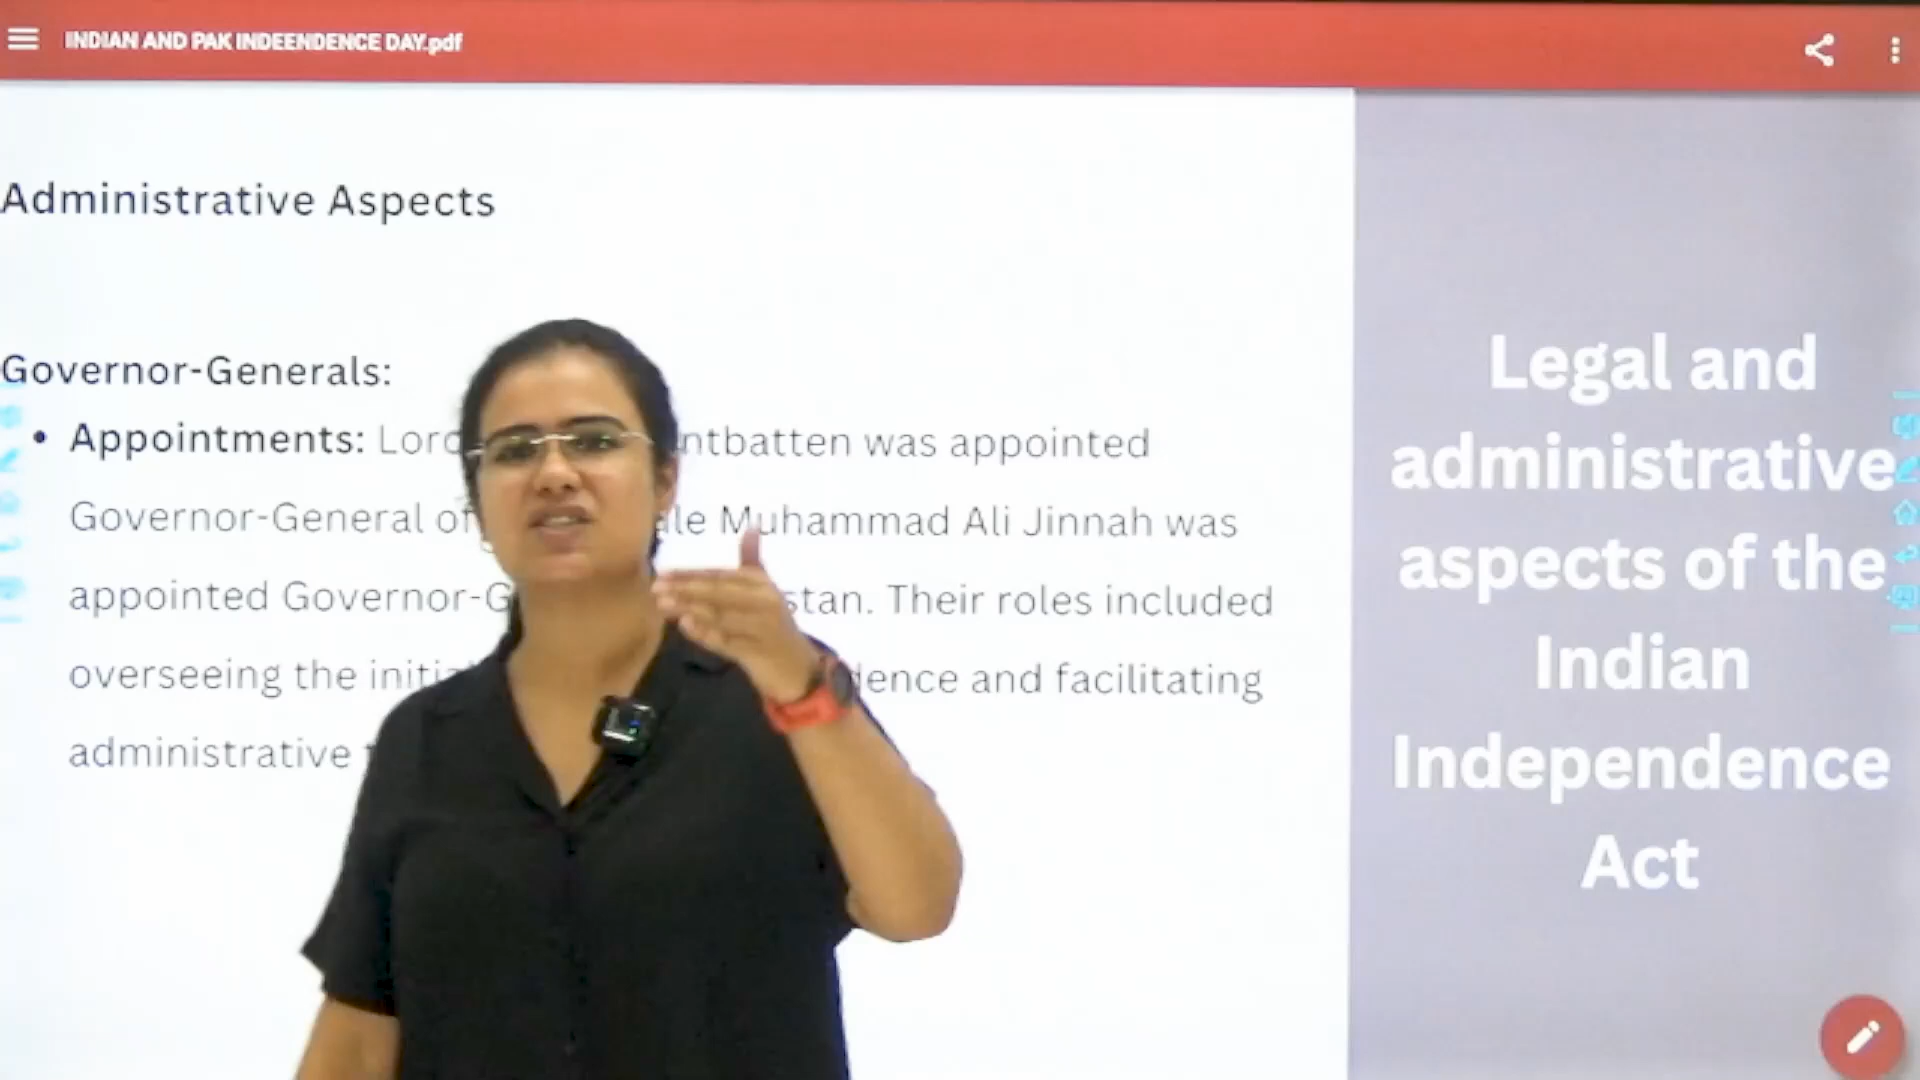 INDIAN AND PAK INDEENDENCE DAY.pdf
Administrative Aspects
Governor-Generals:
• Appointments: Lord ntbatten was appointed
Governor-General of le Muhammad Ali Jinnah was
appointed Governor-G stan. Their roles included
overseeing the initi dence and facilitating
administrative
Legal and
administrative
aspects of the
Indian
Independence
Act